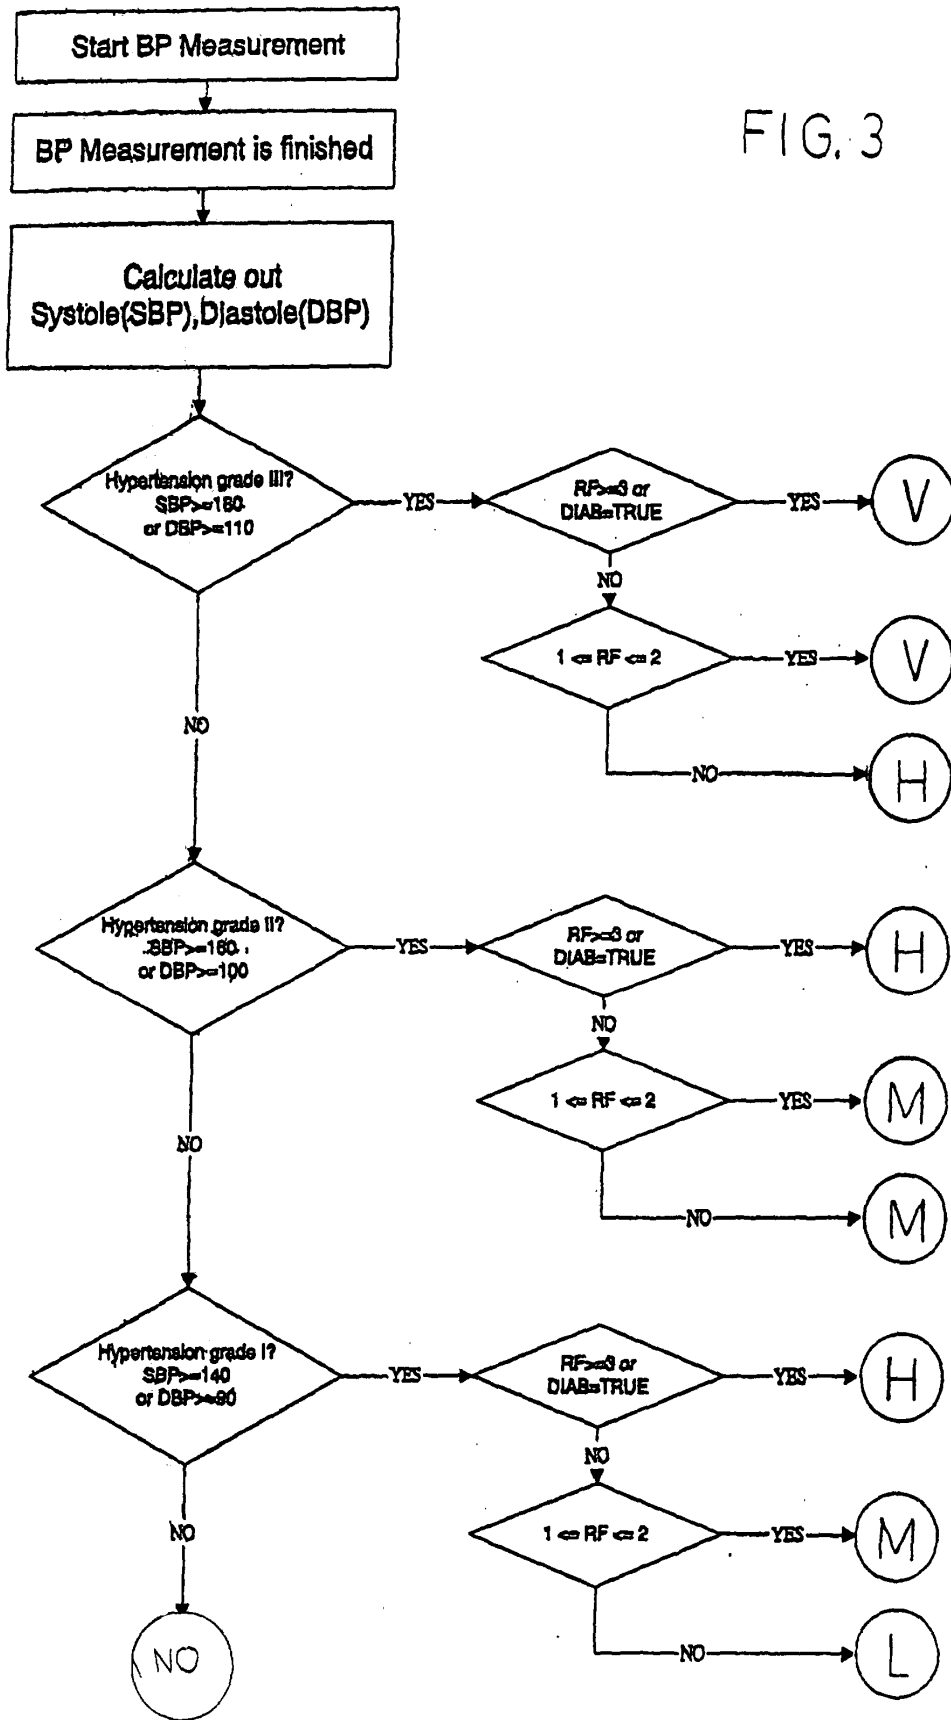 FIG. 3
Start BP Measurement
BP Measurement is finished
Calculate out
Systole(SBP),Diastole(DBP)
Hypertension grade III?
SBP>=180
or DBP>=110
YES
RF>=3 or
DIAB=TRUE
YES
V
NO
1 <= RF <= 2
YES
V
NO
H
NO
Hypertension grade II?
SBP>=160
or DBP>=100
YES
RF>=3 or
DIAB=TRUE
YES
H
NO
1 <= RF <= 2
YES
M
NO
M
NO
Hypertension grade I?
SBP>=140
or DBP>=90
YES
RF>=3 or
DIAB=TRUE
YES
H
NO
1 <= RF <= 2
YES
M
NO
L
NO
NO